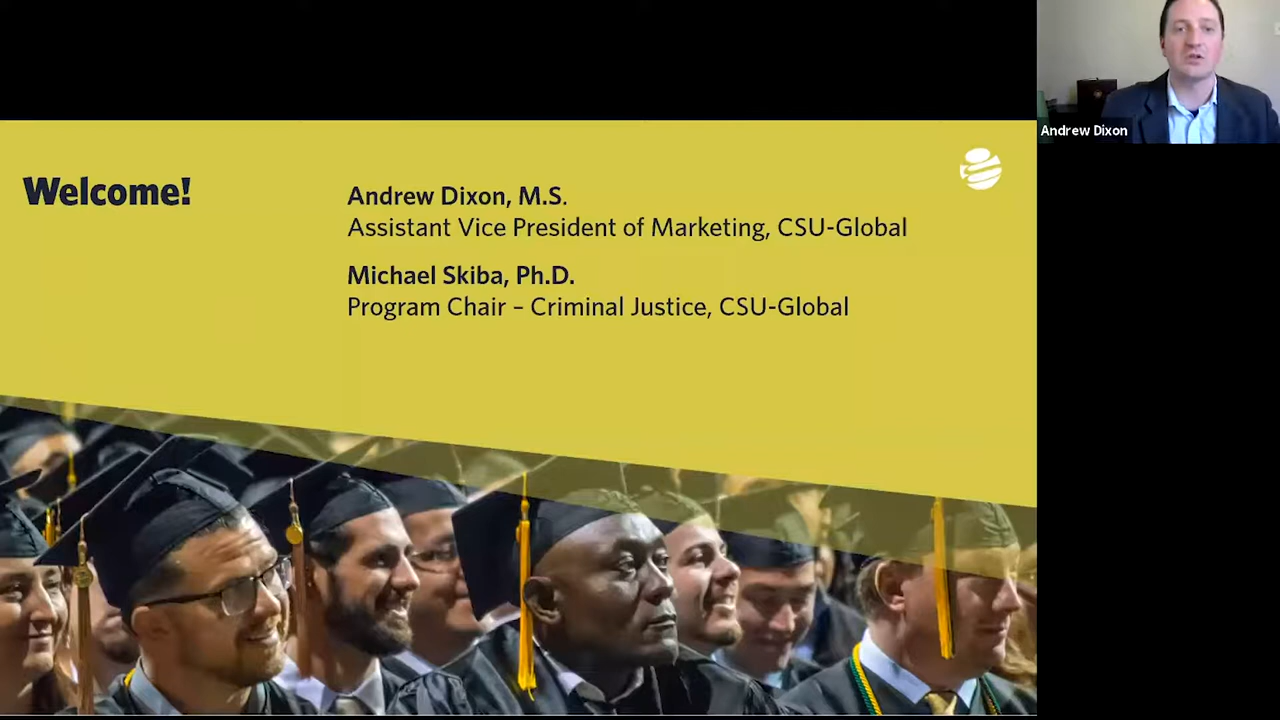 Welcome!
Andrew Dixon, M.S.
Assistant Vice President of Marketing, CSU-Global
Michael Skiba, Ph.D.
Program Chair – Criminal Justice, CSU-Global
Andrew Dixon